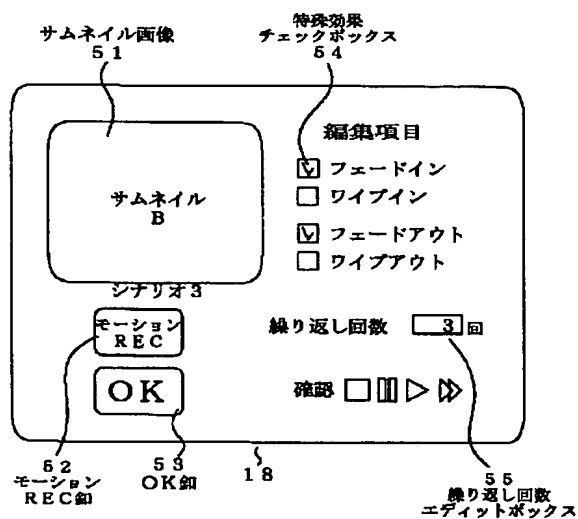 サムネイル画像
51
特殊効果
チェックボックス
54
編集項目
フェードイン
ワイプイン
フェードアウト
ワイプアウト
サムネイル
B
シナリオ3
モーション
REC
繰り返し回数 3回
OK
確認
52
モーション
REC釦
53
OK釦
18
55
繰り返し回数
エディットボックス